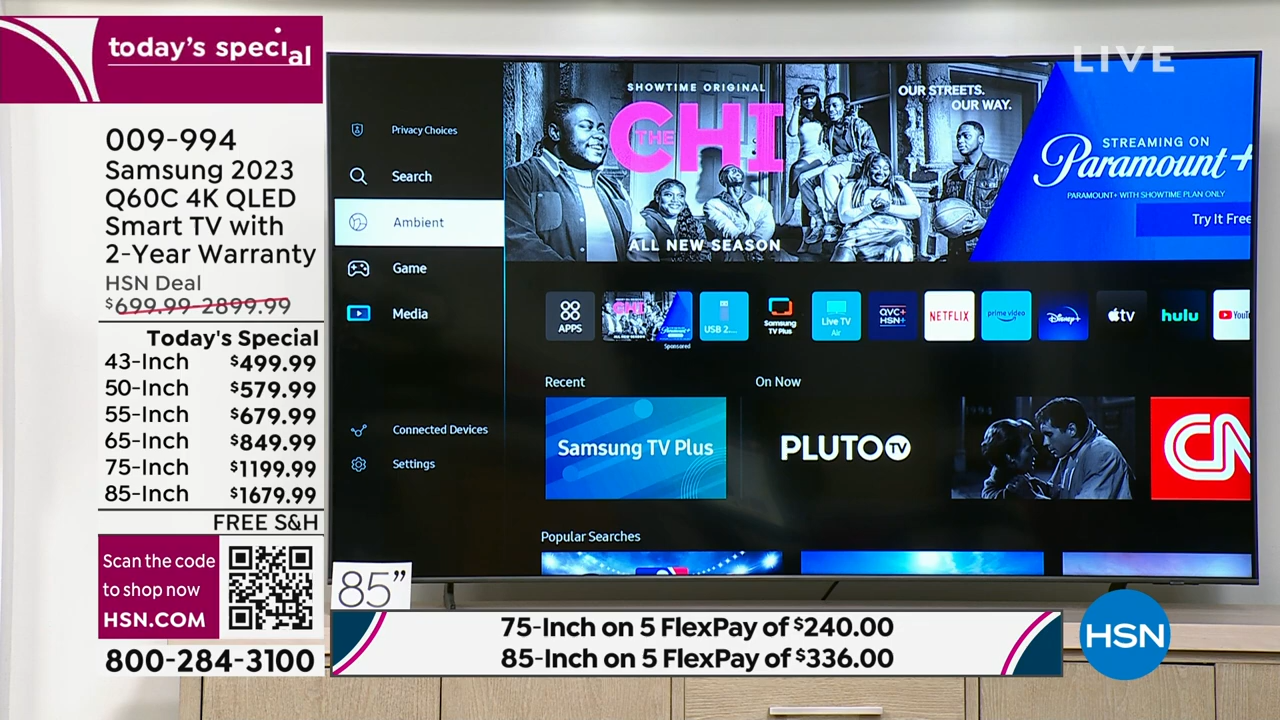 today's special
LIVE
009-994
Samsung 2023
Q60C 4K QLED
Smart TV with
2-Year Warranty
HSN Deal
$699.99-2899.99
Today's Special
43-Inch $499.99
50-Inch $579.99
55-Inch $679.99
65-Inch $849.99
75-Inch $1199.99
85-Inch $1679.99
FREE S&H
Scan the code
to shop now
HSN.COM
800-284-3100
Privacy Choices
Search
Ambient
Game
Media
Connected Devices
Settings
SHOWTIME ORIGINAL
THE CHI
ALL NEW SEASON
OUR STREETS.
OUR WAY.
STREAMING ON
Paramount+
PARAMOUNT+ WITH SHOWTIME PLAN ONLY
Try It Free
APPS
Sponsored
USB 2....
Samsung
TV Plus
Live TV
Air
QVC+
HSN+
NETFLIX
prime video
Disney+
tv
hulu
YouT
Recent
On Now
Samsung TV Plus
PLUTO TV
CN
Popular Searches
85”
75-Inch on 5 FlexPay of $240.00
85-Inch on 5 FlexPay of $336.00
HSN